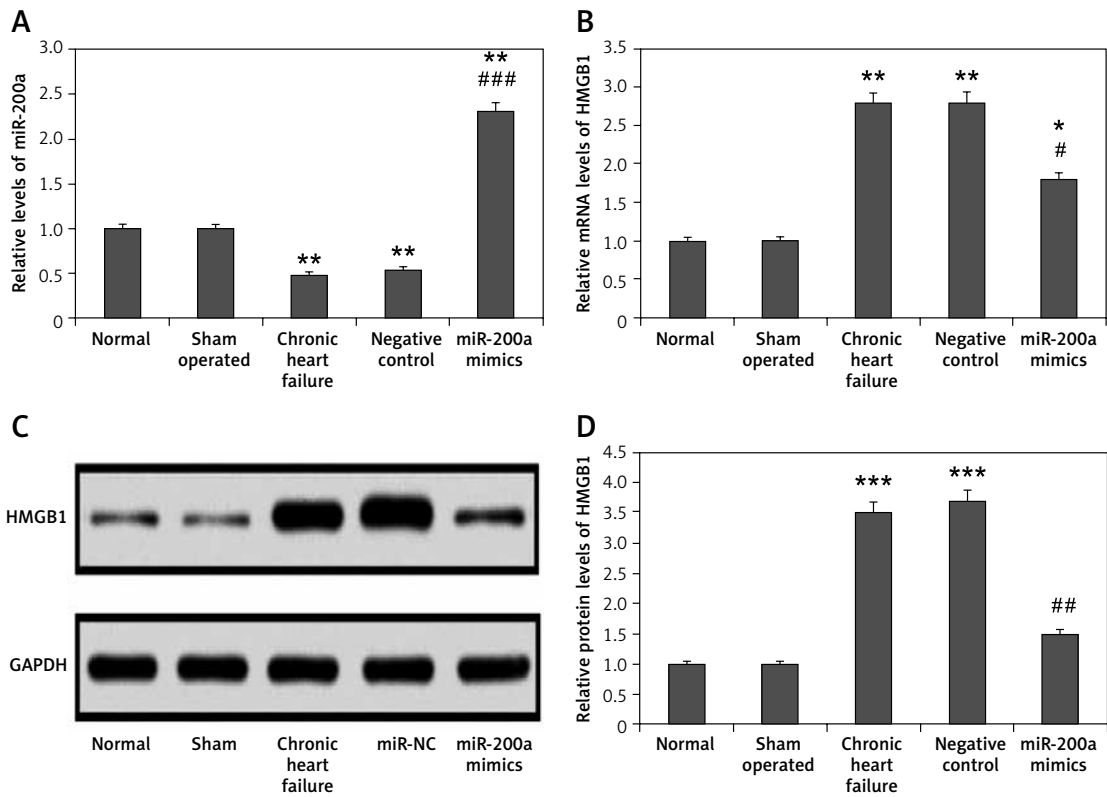 A
Relative levels of miR-200a
3.0
2.5
2.0
1.5
1.0
0.5
0
**
**
**
###
Normal
Sham
operated
Chronic
heart
failure
Negative
control
miR-200a
mimics
B
Relative mRNA levels of HMGB1
3.5
3.0
2.5
2.0
1.5
1.0
0.5
0
**
**
*
#
Normal
Sham
operated
Chronic
heart
failure
Negative
control
miR-200a
mimics
C
HMGB1
GAPDH
Normal
Sham
Chronic
heart
failure
miR-NC
miR-200a
mimics
D
Relative protein levels of HMGB1
4.5
4.0
3.5
3.0
2.5
2.0
1.5
1.0
0.5
0
***
***
##
Normal
Sham
operated
Chronic
heart
failure
Negative
control
miR-200a
mimics